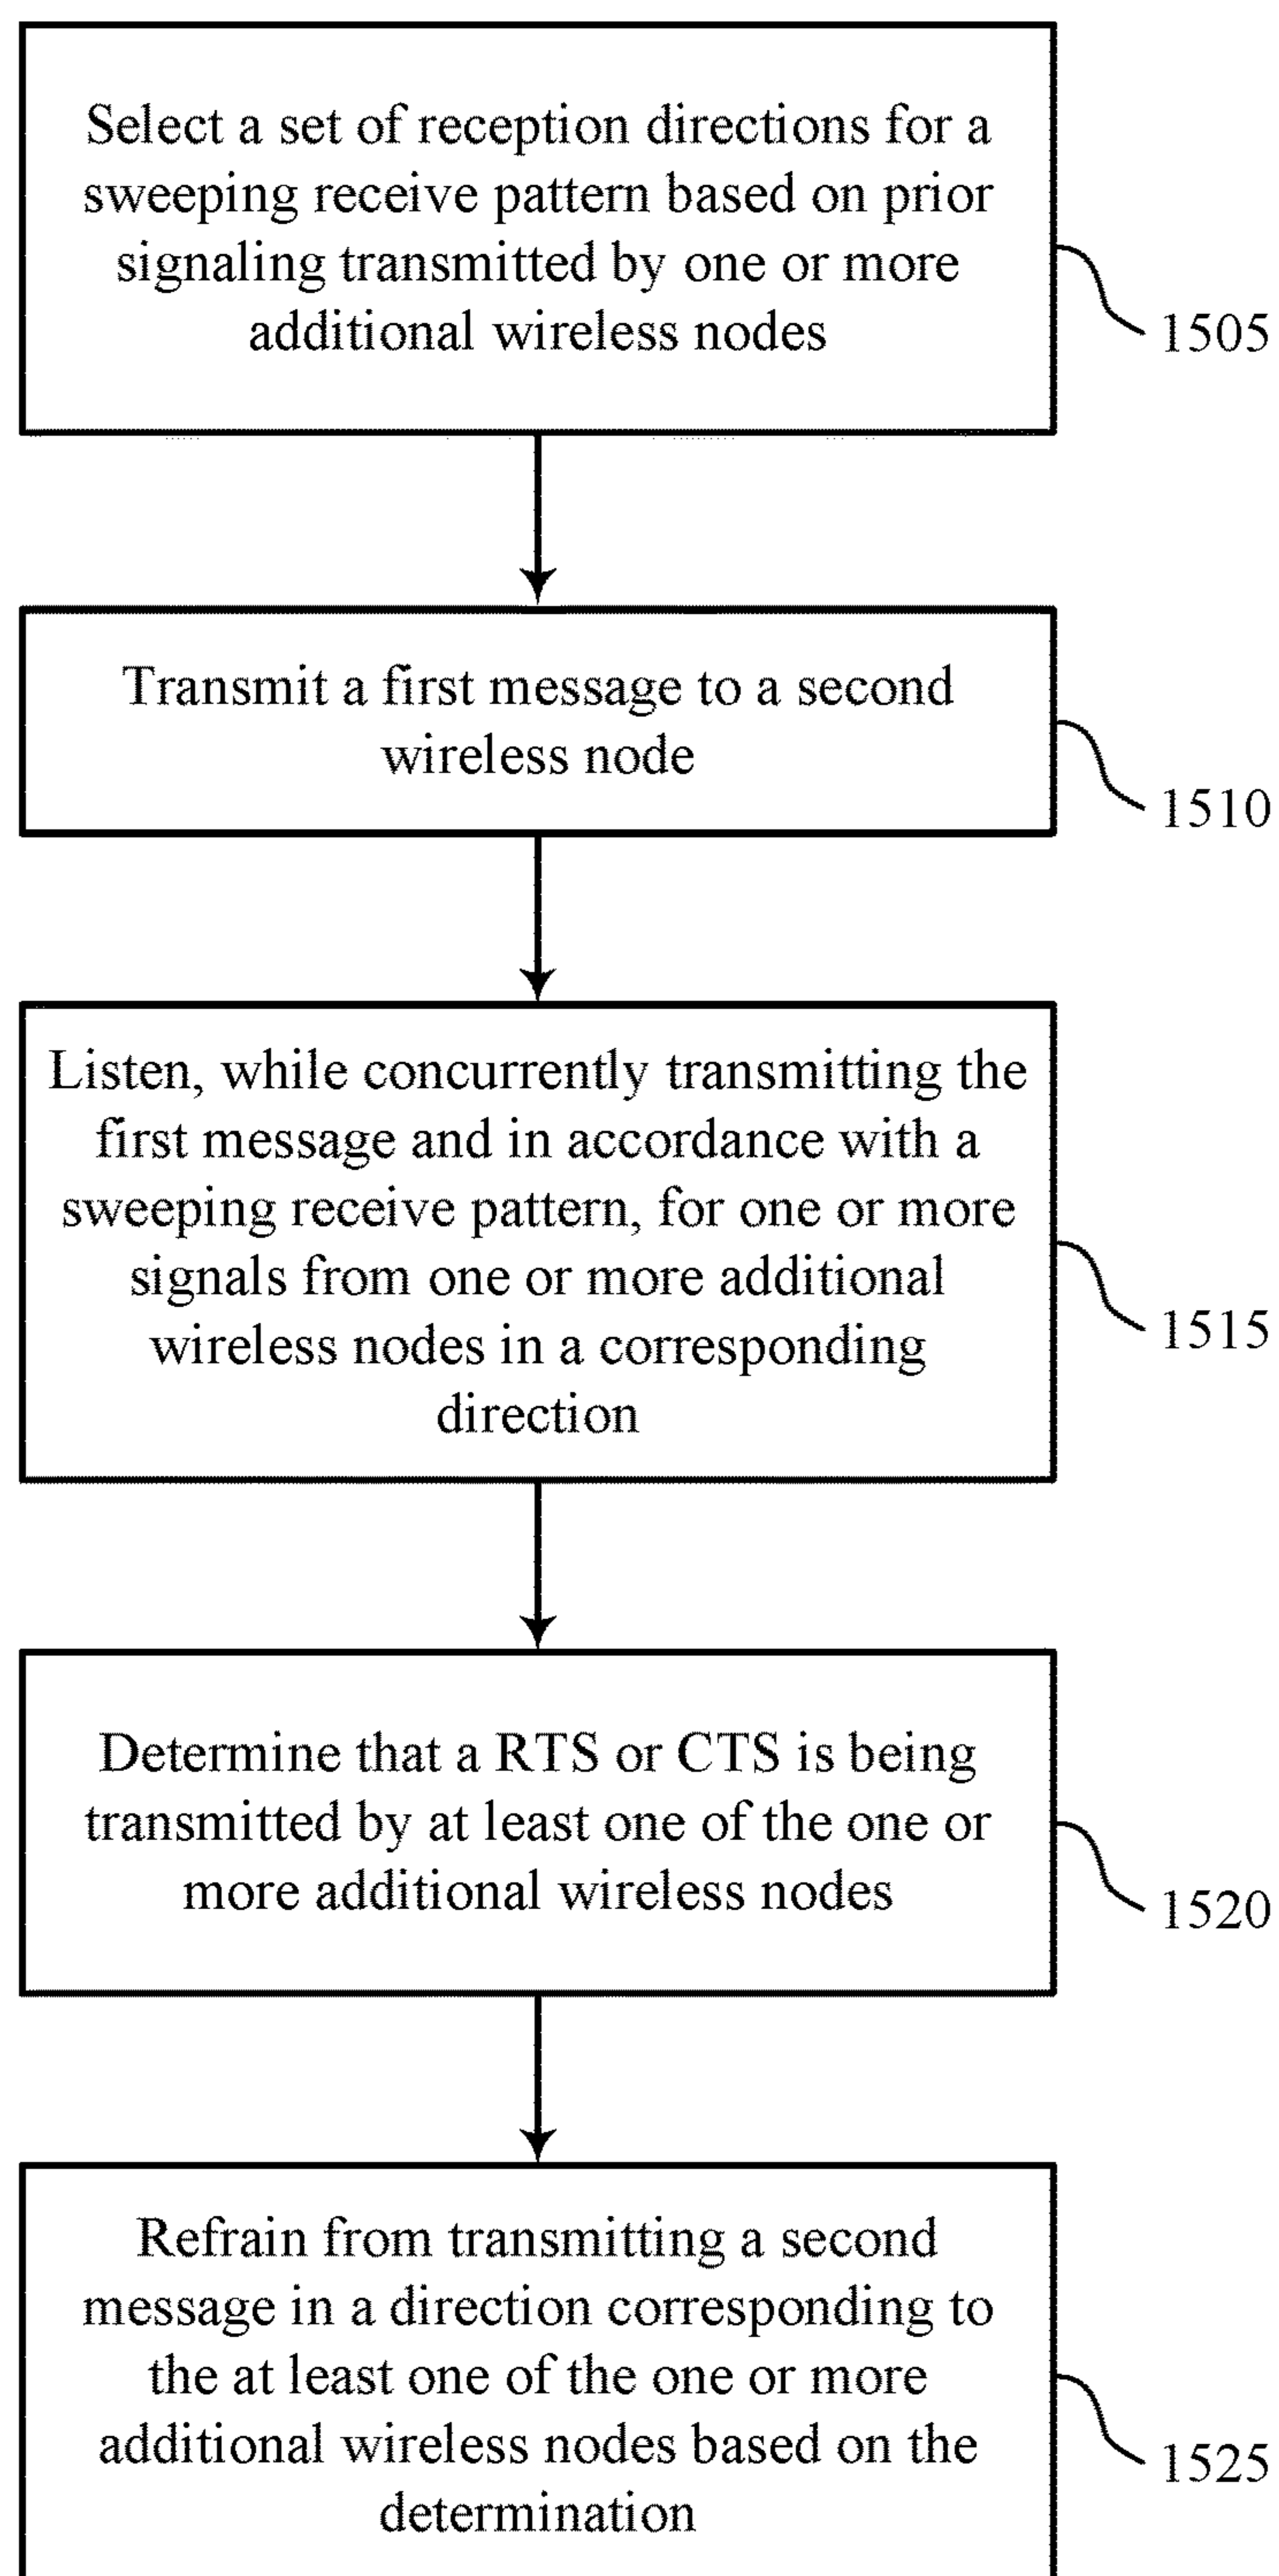 Select a set of reception directions for a
sweeping receive pattern based on prior
signaling transmitted by one or more
additional wireless nodes
1505
Transmit a first message to a second
wireless node
1510
Listen, while concurrently transmitting the
first message and in accordance with a
sweeping receive pattern, for one or more
signals from one or more additional
wireless nodes in a corresponding
direction
1515
Determine that a RTS or CTS is being
transmitted by at least one of the one or
more additional wireless nodes
1520
Refrain from transmitting a second
message in a direction corresponding to
the at least one of the one or more
additional wireless nodes based on the
determination
1525